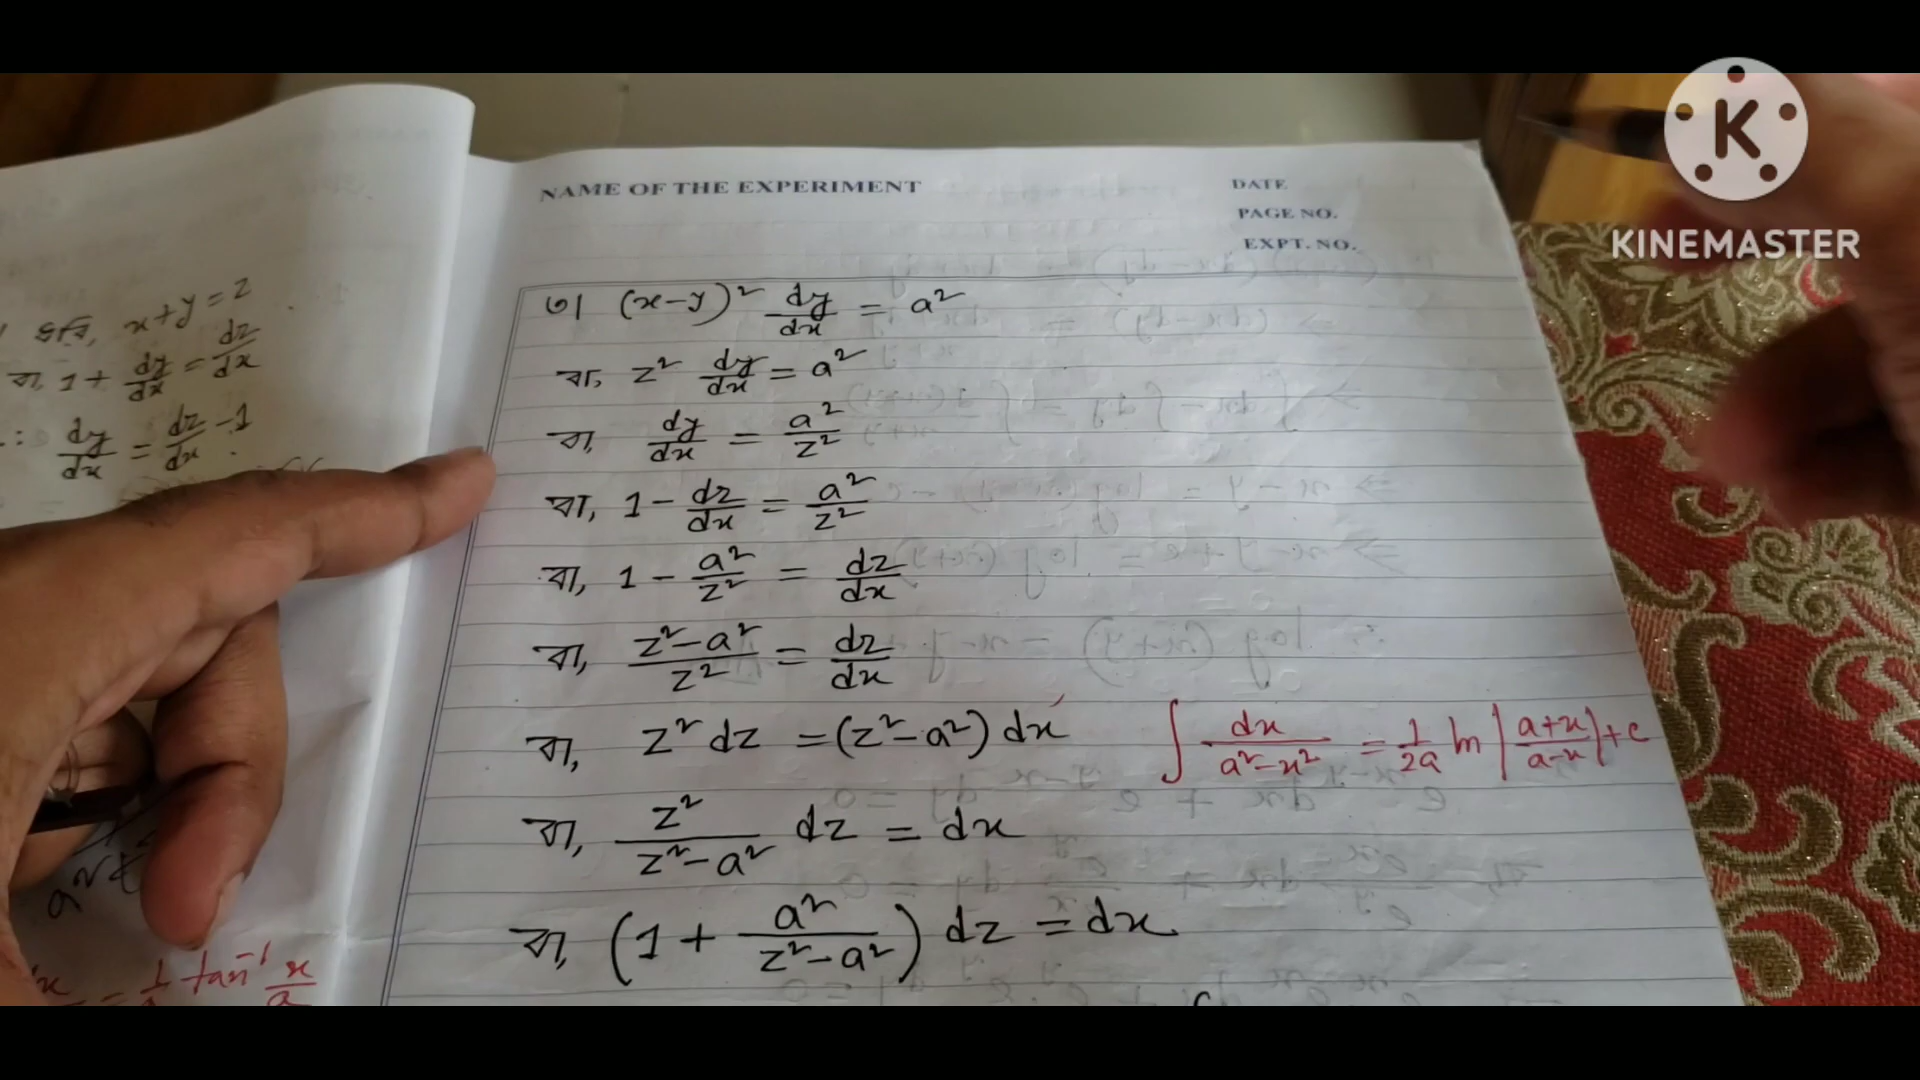 KINEMASTER
NAME OF THE EXPERIMENT
DATE
PAGE NO.
EXPT. NO.
ধরি, x+y=z
বা, 1+ dy/dx = dz/dx
∴ dy/dx = dz/dx -1
৩। (x-y)² dy/dx = a²
বা, z² dy/dx = a²
বা, dy/dx = a²/z²
বা, 1 - dz/dx = a²/z²
বা, 1 - a²/z² = dz/dx
বা, (z²-a²)/z² = dz/dx
বা, z² dz = (z²-a²) dx
∫ dx/(a²-x²) = 1/2a ln |(a+x)/(a-x)| + c
বা, z²/(z²-a²) dz = dx
বা, (1 + a²/(z²-a²)) dz = dx
tan⁻¹ x/a